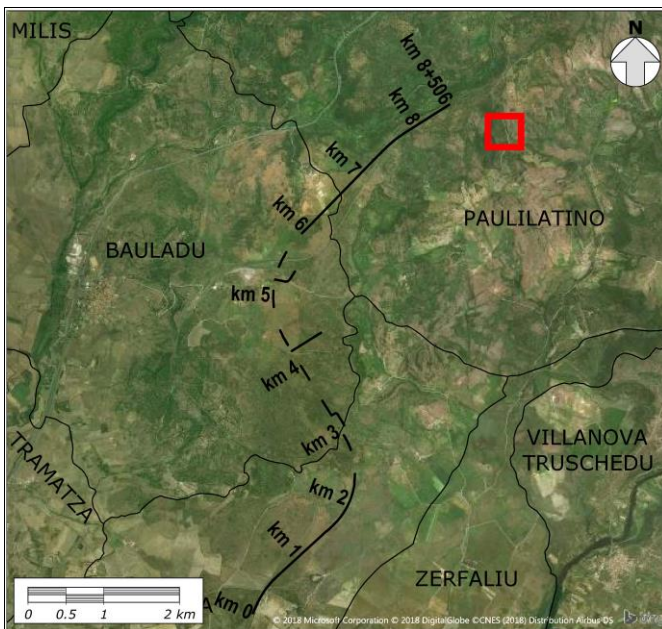 MILIS
N
km 8+506
km 8
km 7
PAULILATINO
km 6
BAULADU
km 5
km 4
km 3
VILLANOVA
TRUSCHEDU
TRAMATZA
km 2
km 1
ZERFALIU
km 0
0 0.5 1 2 km
© 2018 Microsoft Corporation © 2018 DigitalGlobe ©CNES (2018) Distribution Airbus DS